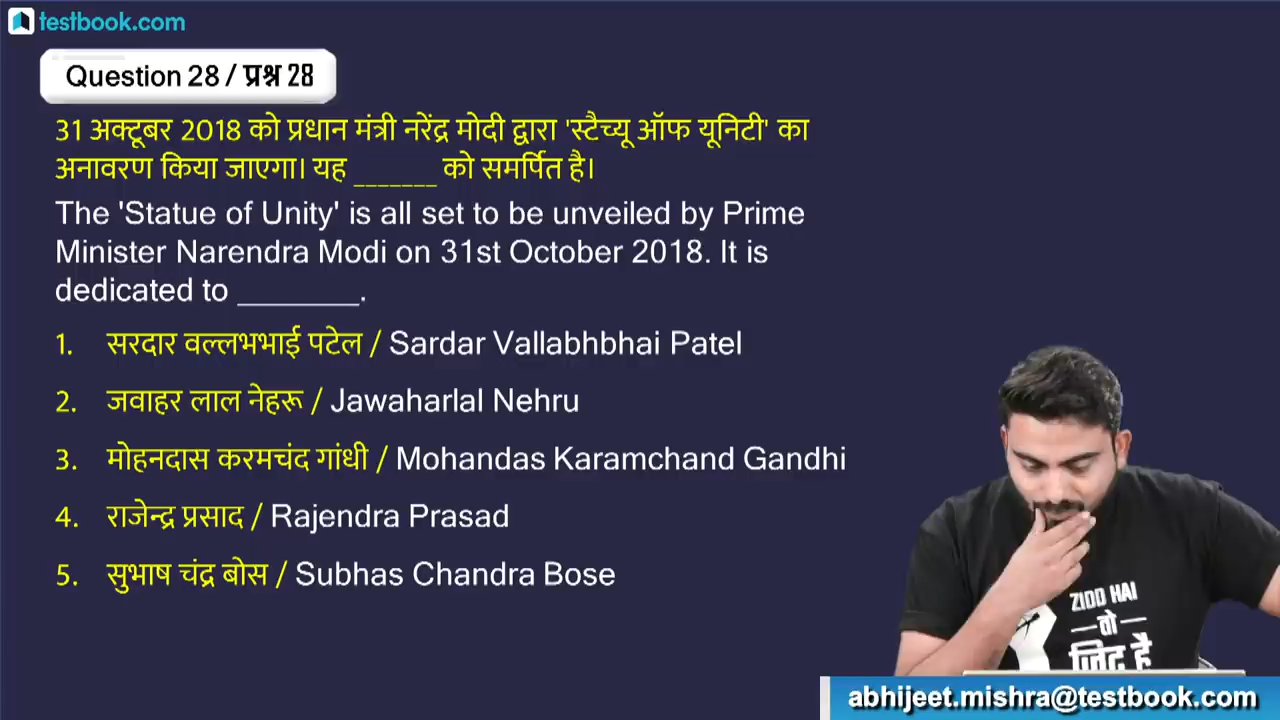 testbook.com
Question 28 / प्रश्न 28
31 अक्टूबर 2018 को प्रधान मंत्री नरेंद्र मोदी द्वारा 'स्टैच्यू ऑफ यूनिटी' का
अनावरण किया जाएगा। यह _______ को समर्पित है।
The 'Statue of Unity' is all set to be unveiled by Prime
Minister Narendra Modi on 31st October 2018. It is
dedicated to _______.
1. सरदार वल्लभभाई पटेल / Sardar Vallabhbhai Patel
2. जवाहर लाल नेहरू / Jawaharlal Nehru
3. मोहनदास करमचंद गांधी / Mohandas Karamchand Gandhi
4. राजेन्द्र प्रसाद / Rajendra Prasad
5. सुभाष चंद्र बोस / Subhas Chandra Bose
ZIDD HAI
तो
ज़िद है
abhijeet.mishra@testbook.com